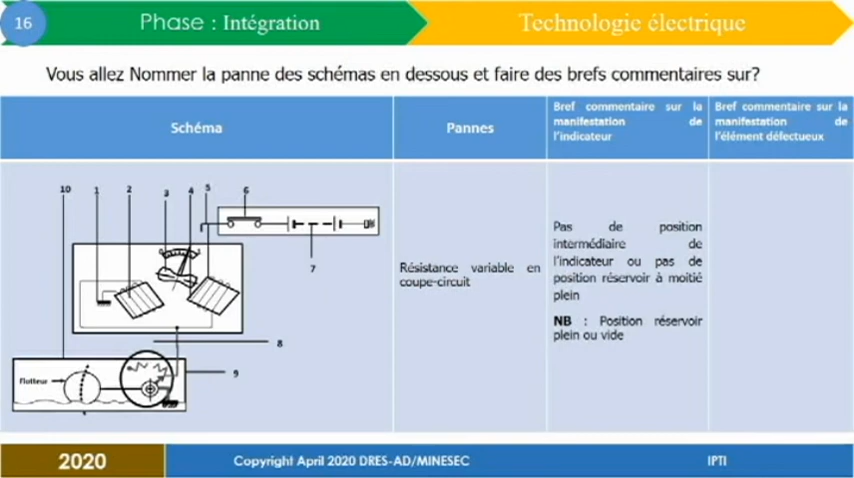 16
Phase : Intégration
Technologie électrique
Vous allez Nommer la panne des schémas en dessous et faire des brefs commentaires sur?
Schéma
Pannes
Bref commentaire sur la
manifestation de
l'indicateur
Bref commentaire sur la
manifestation de
l'élément défectueux
10 1 2 3 4 5 6
7
8
9
Flotteur
Résistance variable en
coupe-circuit
Pas de position
intermédiaire de
l'indicateur ou pas de
position réservoir à moitié
plein
NB : Position réservoir
plein ou vide
2020
Copyright April 2020 DRES-AD/MINESEC
IPTI